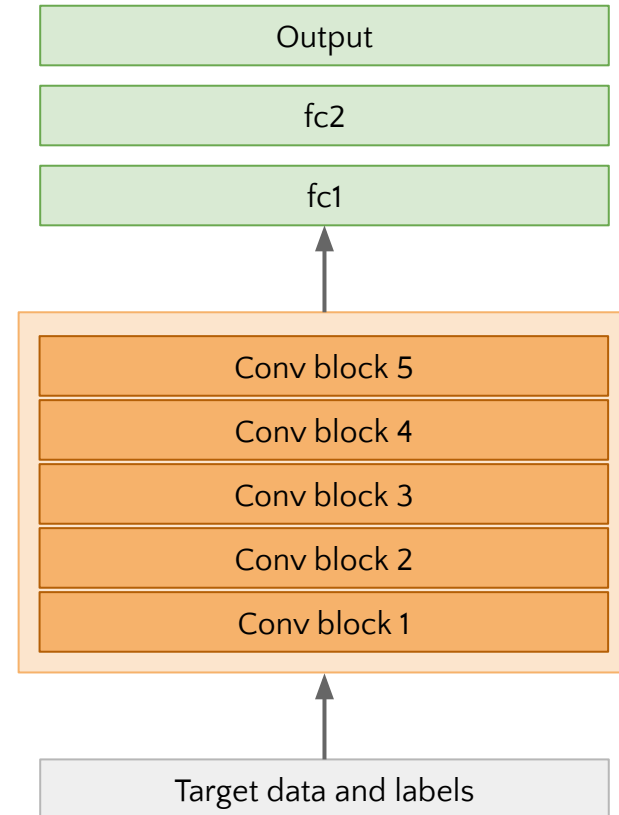 Output
fc2
fc1
Conv block 5
Conv block 4
Conv block 3
Conv block 2
Conv block 1
Target data and labels